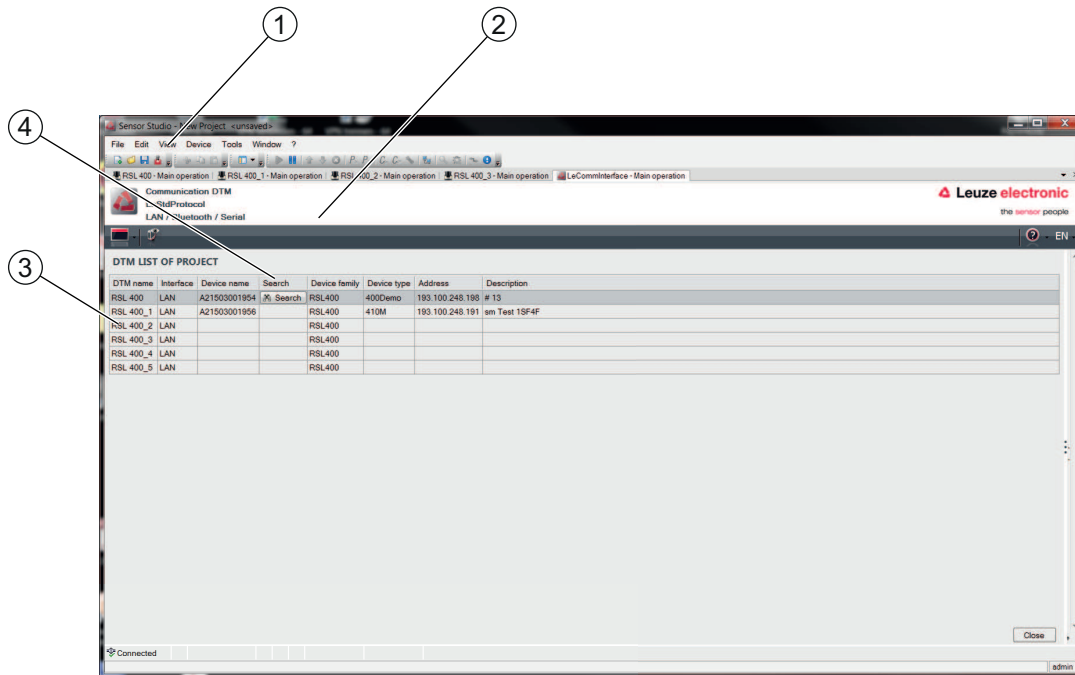 1
2
4
3
Sensor Studio - New Project <unsaved>
File Edit View Device Tools Window ?
RSL 400 - Main operation RSL 400_1 - Main operation RSL 400_2 - Main operation RSL 400_3 - Main operation LeCommInterface - Main operation
Communication DTM
LeStdProtocol
LAN / Bluetooth / Serial
Leuze electronic
the sensor people
? EN
DTM LIST OF PROJECT
DTM name Interface Device name Search Device family Device type Address Description
RSL 400 LAN A21503001954 Search RSL400 400Demo 193.100.248.198 # 13
RSL 400_1 LAN A21503001956 RSL400 410M 193.100.248.191 sm Test 1SF4F
RSL 400_2 LAN RSL400
RSL 400_3 LAN RSL400
RSL 400_4 LAN RSL400
RSL 400_5 LAN RSL400
Close
Connected
admin